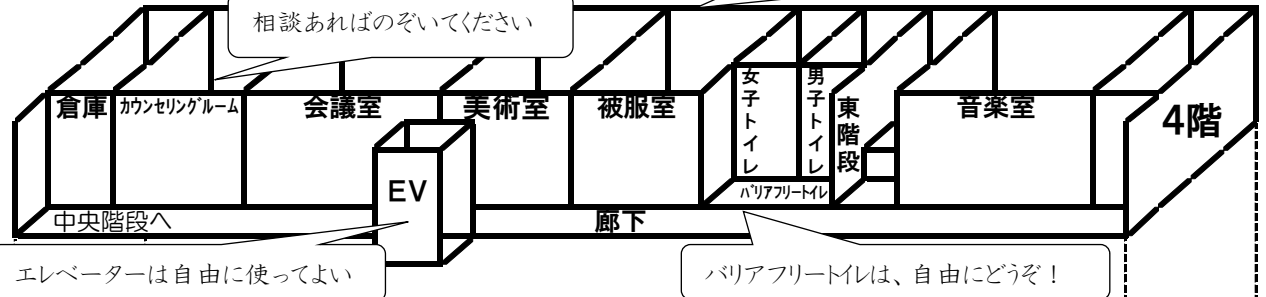 相談あればのぞいてください
倉庫
カウンセリングルーム
会議室
美術室
被服室
女子トイレ
男子トイレ
東階段
音楽室
4階
バリアフリートイレ
EV
中央階段へ
廊下
エレベーターは自由に使ってよい
バリアフリートイレは、自由にどうぞ！